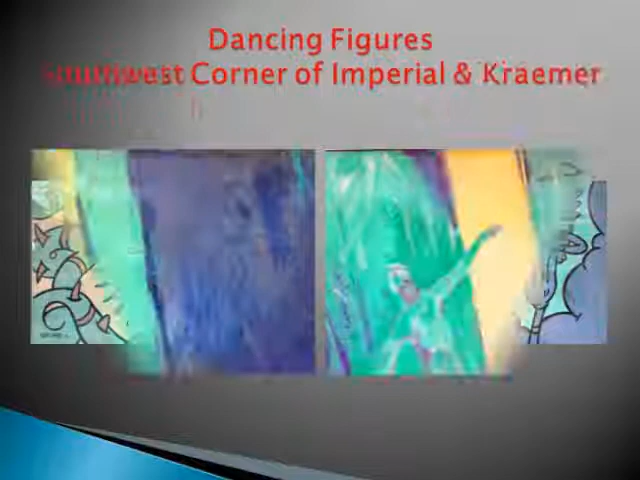 Dancing Figures
Southwest Corner of Imperial & Kraemer